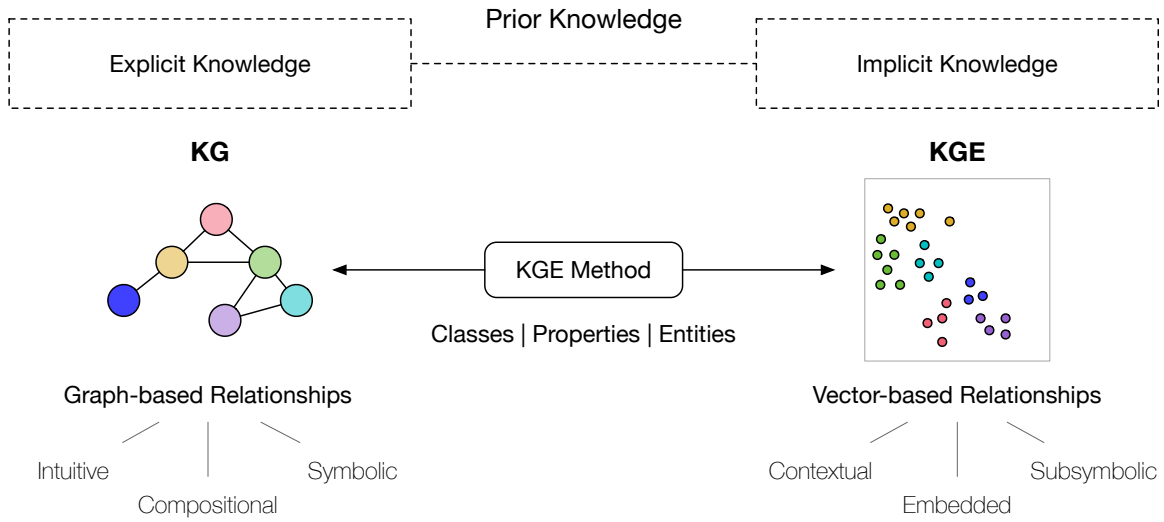 Prior Knowledge
Explicit Knowledge
Implicit Knowledge
KG
KGE
KGE Method
Classes | Properties | Entities
Graph-based Relationships
Vector-based Relationships
Intuitive
Symbolic
Compositional
Contextual
Subsymbolic
Embedded